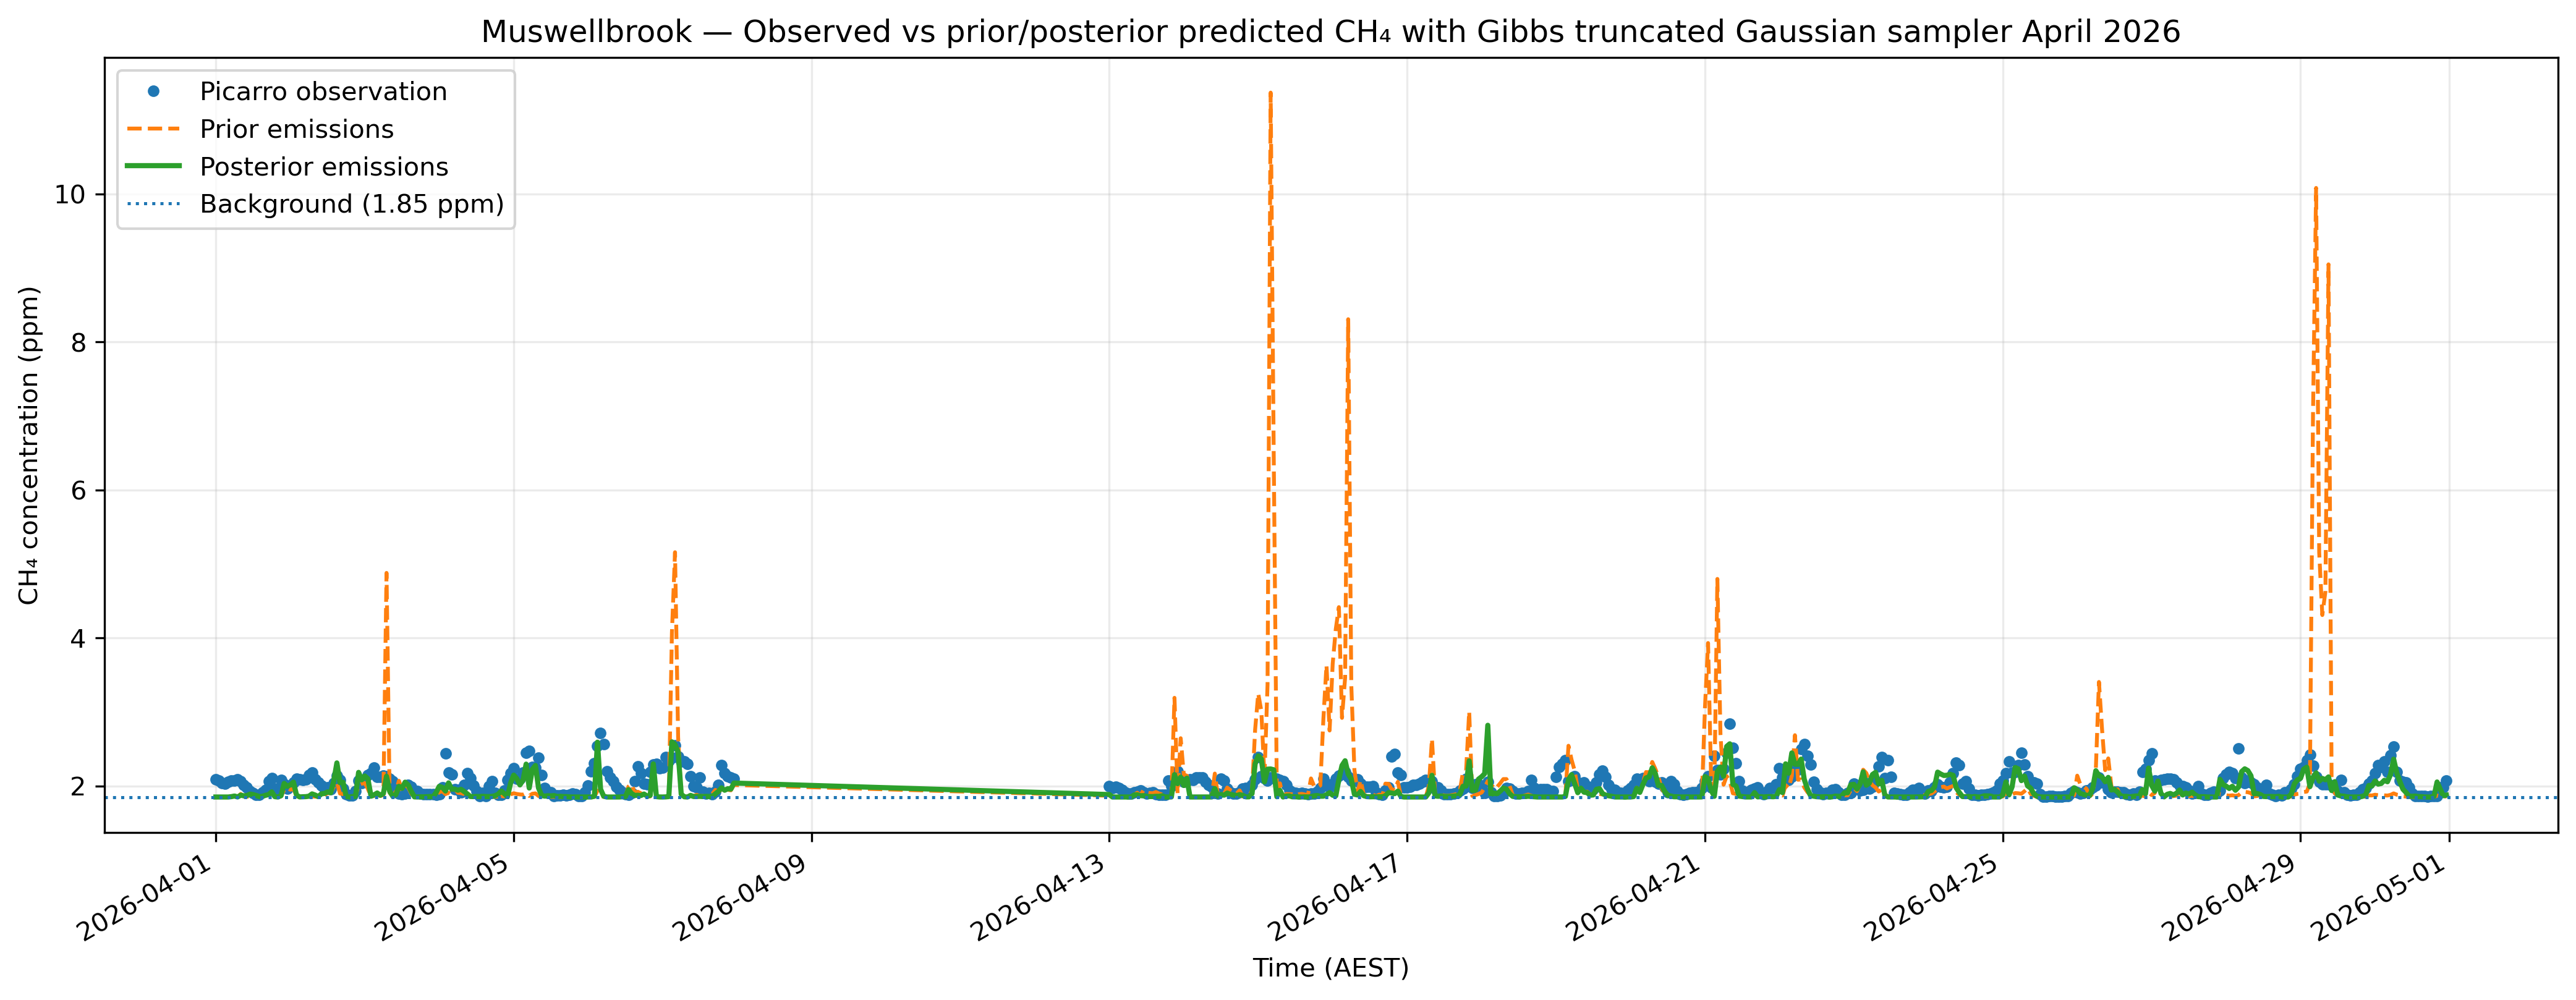 Muswellbrook — Observed vs prior/posterior predicted CH₄ with Gibbs truncated Gaussian sampler April 2026
Picarro observation
Prior emissions
Posterior emissions
Background (1.85 ppm)
CH₄ concentration (ppm)
10
8
6
4
2
2026-04-01
2026-04-05
2026-04-09
2026-04-13
2026-04-17
2026-04-21
2026-04-25
2026-04-29
2026-05-01
Time (AEST)